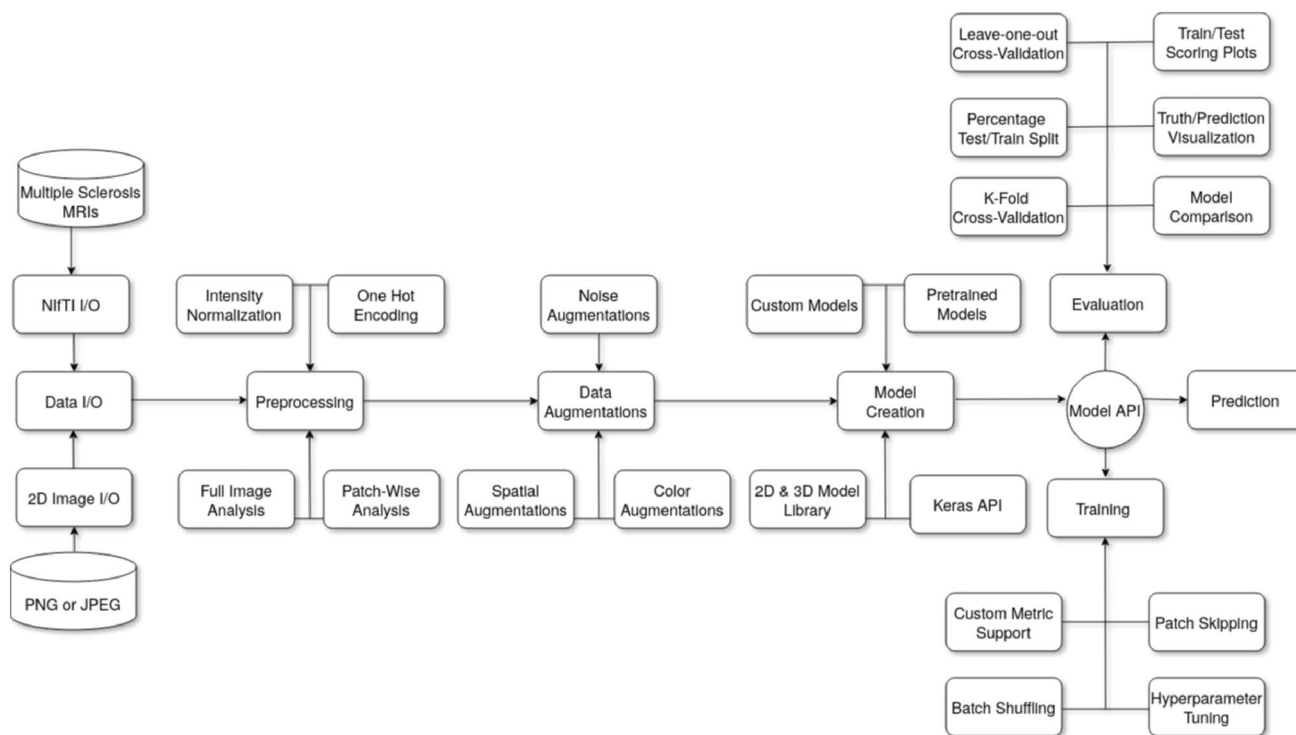 Leave-one-out
Cross-Validation
Train/Test
Scoring Plots
Percentage
Test/Train Split
Truth/Prediction
Visualization
K-Fold
Cross-Validation
Model
Comparison
Multiple Sclerosis
MRIs
NIfTI I/O
Intensity
Normalization
One Hot
Encoding
Noise
Augmentations
Custom Models
Pretrained
Models
Evaluation
Data I/O
Preprocessing
Data
Augmentations
Model
Creation
Model API
Prediction
2D Image I/O
Full Image
Analysis
Patch-Wise
Analysis
Spatial
Augmentations
Color
Augmentations
2D & 3D Model
Library
Keras API
Training
PNG or JPEG
Custom Metric
Support
Patch Skipping
Batch Shuffling
Hyperparameter
Tuning